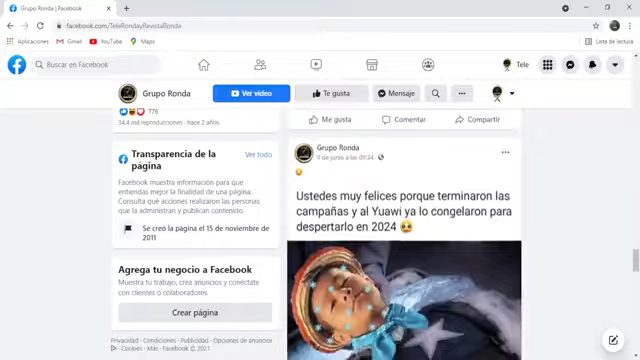 Grupo Ronda | Facebook
facebook.com/TeleRondayRevistaRonda
Aplicaciones
Gmail
YouTube
Maps
Lista de lectura
Buscar en Facebook
Tele
Grupo Ronda
Ver video
Te gusta
Mensaje
776
34,4 mil reproducciones · hace 2 años
Transparencia de la página
Ver todo
Facebook muestra información para que
entiendas mejor la finalidad de una página.
Consulta qué acciones realizaron las personas
que la administran y publican contenido.
Se creó la página el 15 de noviembre de
2011
Agrega tu negocio a Facebook
Muestra tu trabajo, crea anuncios y conéctate
con clientes o colaboradores.
Crear página
Privacidad · Condiciones · Publicidad · Opciones de anuncios
· Cookies · Más · Facebook © 2021
Me gusta
Comentar
Compartir
Grupo Ronda
de junio a las 09:34
Ustedes muy felices porque terminaron las
campañas y al Yuawi ya lo congelaron para
despertarlo en 2024